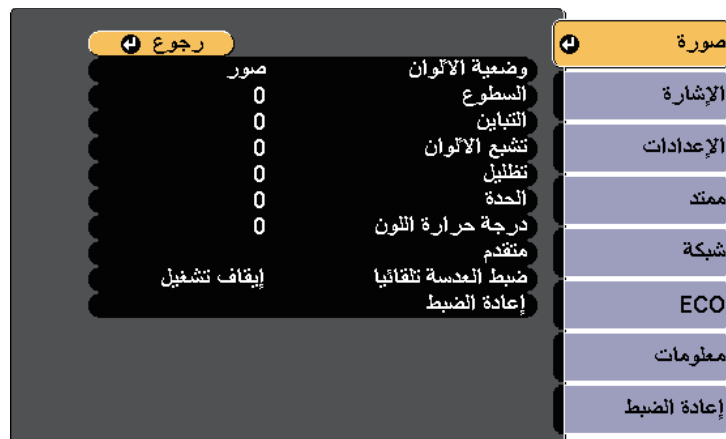 صورة
الإشارة
الإعدادات
ممتد
شبكة
ECO
معلومات
إعادة الضبط
رجوع
وضعية الألوان صور
السطوع 0
التباين 0
تشبع الألوان 0
تظليل 0
الحدة 0
درجة حرارة اللون 0
متقدم
ضبط العدسة تلقائيا إيقاف تشغيل
إعادة الضبط